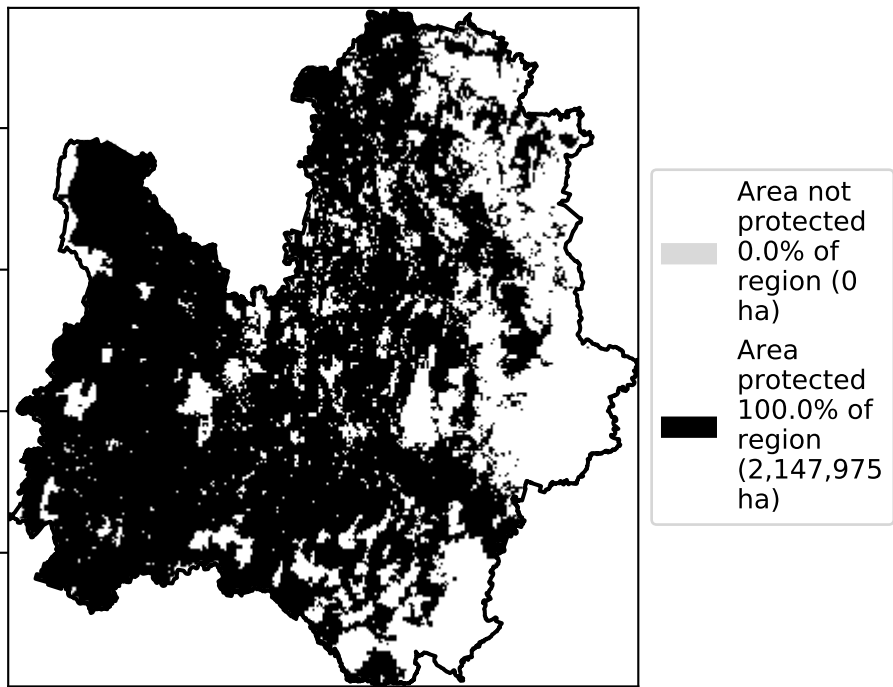 Area not
protected
0.0% of
region (0
ha)
Area
protected
100.0% of
region
(2,147,975
ha)